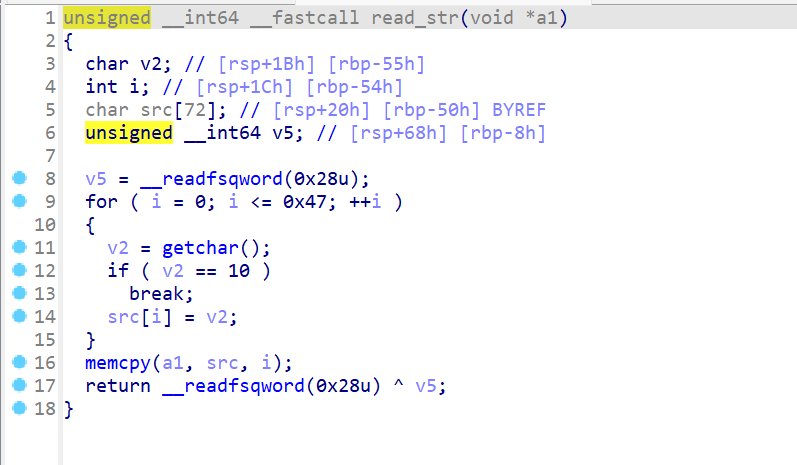 1 unsigned __int64 __fastcall read_str(void *a1)
2 {
3   char v2; // [rsp+1Bh] [rbp-55h]
4   int i; // [rsp+1Ch] [rbp-54h]
5   char src[72]; // [rsp+20h] [rbp-50h] BYREF
6   unsigned __int64 v5; // [rsp+68h] [rbp-8h]
7
8   v5 = __readfsqword(0x28u);
9   for ( i = 0; i <= 0x47; ++i )
10   {
11     v2 = getchar();
12     if ( v2 == 10 )
13       break;
14     src[i] = v2;
15   }
16   memcpy(a1, src, i);
17   return __readfsqword(0x28u) ^ v5;
18 }